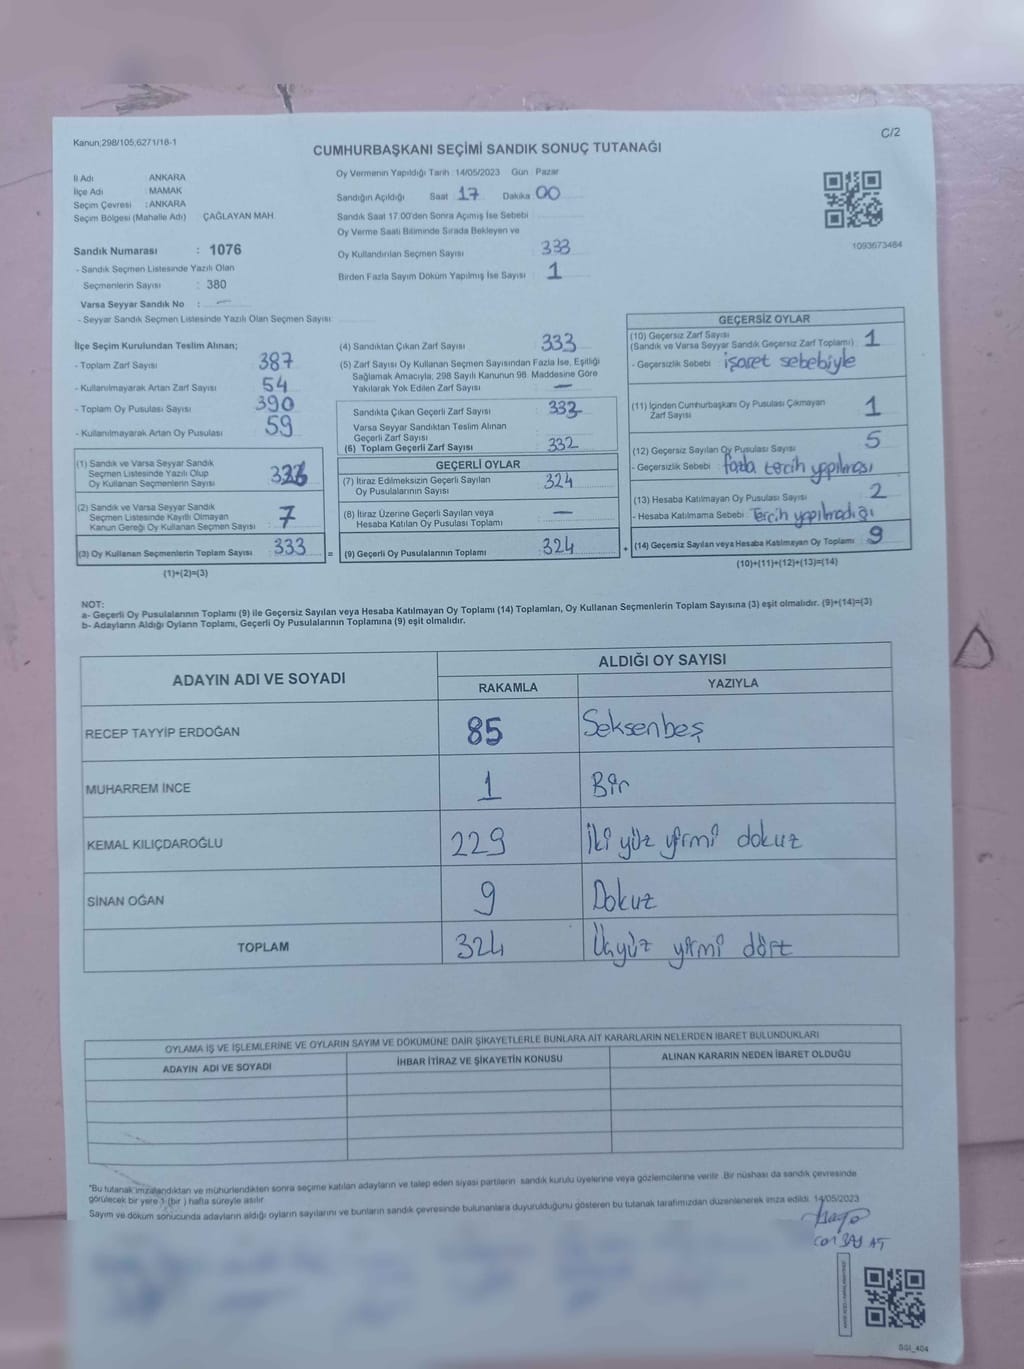 Kanun;298/105;6271/16-1
C/2
CUMHURBAŞKANI SEÇİMİ SANDIK SONUÇ TUTANAĞI
İl Adı : ANKARA
İlçe Adı : MAMAK
Seçim Çevresi : ANKARA
Seçim Bölgesi (Mahalle Adı) ÇAĞLAYAN MAH.
Sandık Numarası : 1076
- Sandık Seçmen Listesinde Yazılı Olan
Seçmenlerin Sayısı : 380
Varsa Seyyar Sandık No : —
- Seyyar Sandık Seçmen Listesinde Yazılı Olan Seçmen Sayısı:
Oy Vermenin Yapıldığı Tarih 14/05/2023 Gün Pazar
Sandığın Açıldığı Saat 17 Dakika 00
Sandık Saat 17.00'den Sonra Açımış İse Sebebi
Oy Verme Saati Bitiminde Sırada Bekleyen ve
Oy Kullandırılan Seçmen Sayısı : 333
Birden Fazla Sayım Döküm Yapılmış İse Sayısı : 1
1093673484
İlçe Seçim Kurulundan Teslim Alınan;
- Toplam Zarf Sayısı : 387
- Kullanılmayarak Artan Zarf Sayısı : 54
- Toplam Oy Pusulası Sayısı : 390
- Kullanılmayarak Artan Oy Pusulası : 59
(1) Sandık ve Varsa Seyyar Sandık
Seçmen Listesinde Yazılı Olup
Oy Kullanan Seçmenlerin Sayısı :
(2) Sandık ve Varsa Seyyar Sandık
Seçmen Listesinde Kayıtlı Olmayan
Kanun Gereği Oy Kullanan Seçmen Sayısı : 7
(3) Oy Kullanan Seçmenlerin Toplam Sayısı : 333 =
(1)+(2)=(3)
(4) Sandıktan Çıkan Zarf Sayısı : 333
(5) Zarf Sayısı Oy Kullanan Seçmen Sayısından Fazla İse, Eşitliği
Sağlamak Amacıyla; 298 Sayılı Kanunun 98. Maddesine Göre
Yakılarak Yok Edilen Zarf Sayısı : —
Sandıkta Çıkan Geçerli Zarf Sayısı :
Varsa Seyyar Sandıktan Teslim Alınan
Geçerli Zarf Sayısı :
(6) Toplam Geçerli Zarf Sayısı : 332
GEÇERLİ OYLAR
(7) İtiraz Edilmeksizin Geçerli Sayılan
Oy Pusulalarının Sayısı : 324
(8) İtiraz Üzerine Geçerli Sayılan veya
Hesaba Katılan Oy Pusulası Toplamı : —
(9) Geçerli Oy Pusulalarının Toplamı : 324 +
GEÇERSİZ OYLAR
(10) Geçersiz Zarf Sayısı
(Sandık ve Varsa Seyyar Sandık Geçersiz Zarf Toplamı) : 1
- Geçersizlik Sebebi : işaret sebebiyle
(11) İçinden Cumhurbaşkanı Oy Pusulası Çıkmayan
Zarf Sayısı : 1
(12) Geçersiz Sayılan Oy Pusulası Sayısı : 5
- Geçersizlik Sebebi : fazla tercih yapılması
(13) Hesaba Katılmayan Oy Pusulası Sayısı : 2
- Hesaba Katılmama Sebebi : Tercih yapılmadığı
(14) Geçersiz Sayılan veya Hesaba Katılmayan Oy Toplamı : 9
(10)+(11)+(12)+(13)=(14)
NOT:
a- Geçerli Oy Pusulalarının Toplamı (9) ile Geçersiz Sayılan veya Hesaba Katılmayan Oy Toplamı (14) Toplamları, Oy Kullanan Seçmenlerin Toplam Sayısına (3) eşit olmalıdır. (9)+(14)=(3)
b- Adayların Aldığı Oyların Toplamı, Geçerli Oy Pusulalarının Toplamına (9) eşit olmalıdır.
ADAYIN ADI VE SOYADI ALDIĞI OY SAYISI
RAKAMLA YAZIYLA
RECEP TAYYİP ERDOĞAN 85 Seksenbeş
MUHARREM İNCE 1 Bir
KEMAL KILIÇDAROĞLU 229 İki yüz yirmi dokuz
SİNAN OĞAN 9 Dokuz
TOPLAM 324 Üçyüz yirmi dört
OYLAMA İŞ VE İŞLEMLERİNE VE OYLARIN SAYIM VE DÖKÜMÜNE DAİR ŞİKAYETLERLE BUNLARA AİT KARARLARIN NELERDEN İBARET BULUNDUKLARI
ADAYIN ADI VE SOYADI İHBAR İTİRAZ VE ŞİKAYETİN KONUSU ALINAN KARARIN NEDEN İBARET OLDUĞU
*Bu tutanak imzalandıktan ve mühürlendikten sonra seçime katılan adayların ve talep eden siyasi partilerin sandık kurulu üyelerine veya gözlemcilerine verilir. Bir nüshası da sandık çevresinde
görülecek bir yere 1 (bir ) hafta süreyle asılır.
Sayım ve döküm sonucunda adayların aldığı oyların sayılarını ve bunların sandık çevresinde bulunanlara duyurulduğunu gösteren bu tutanak tarafımızdan düzenlenerek imza edildi. 14/05/2023